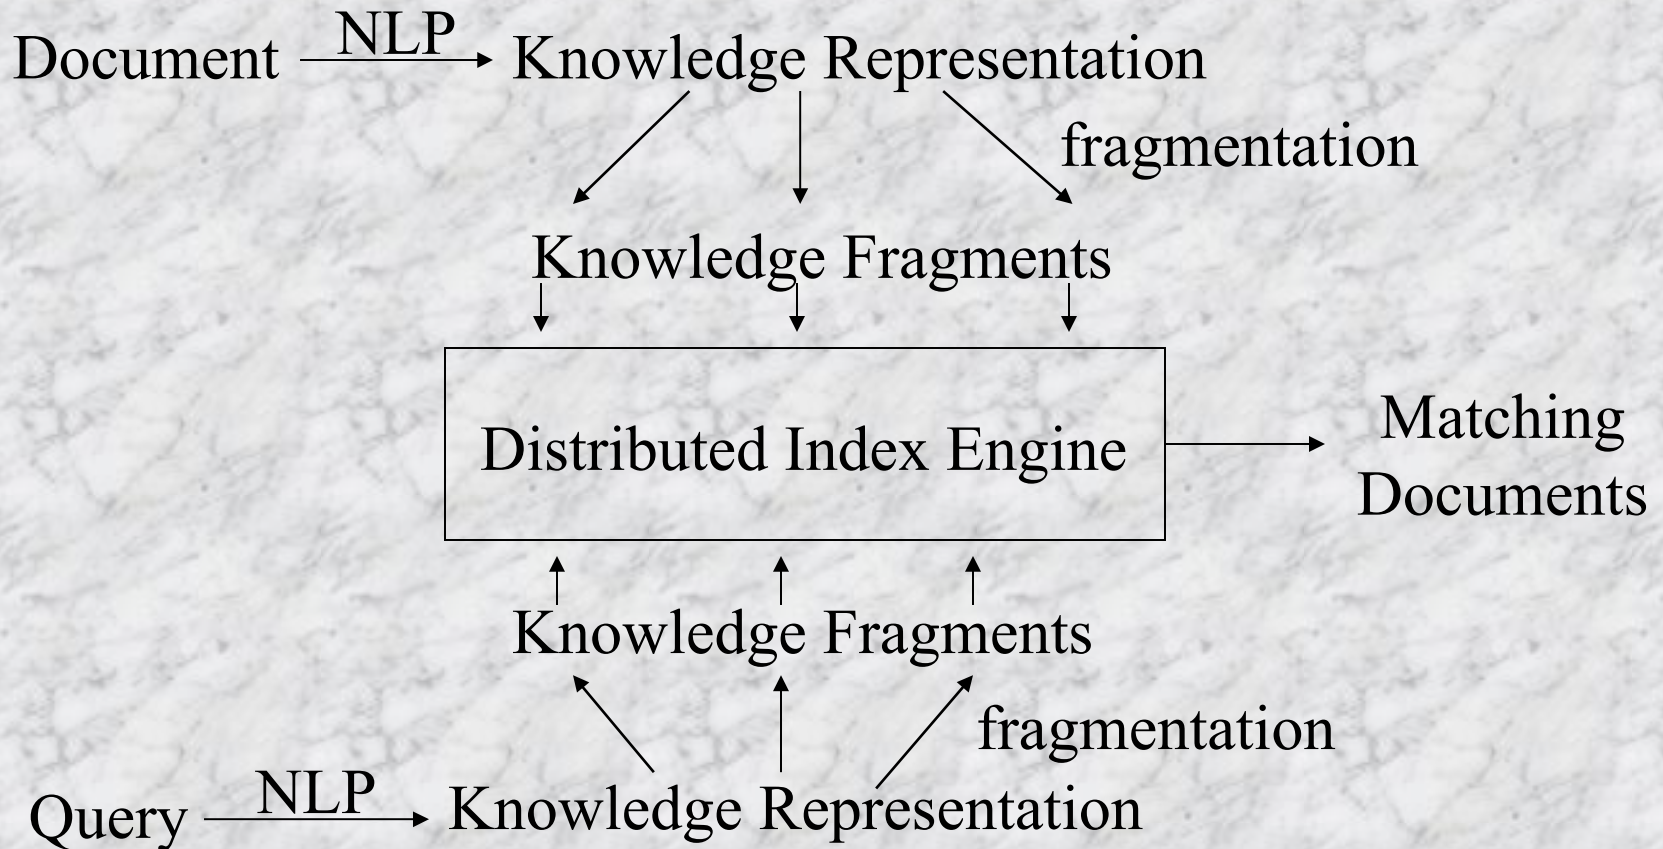 NLP
Document Knowledge Representation
fragmentation
Knowledge Fragments
Distributed Index Engine
Matching
Documents
Knowledge Fragments
fragmentation
NLP
Query Knowledge Representation